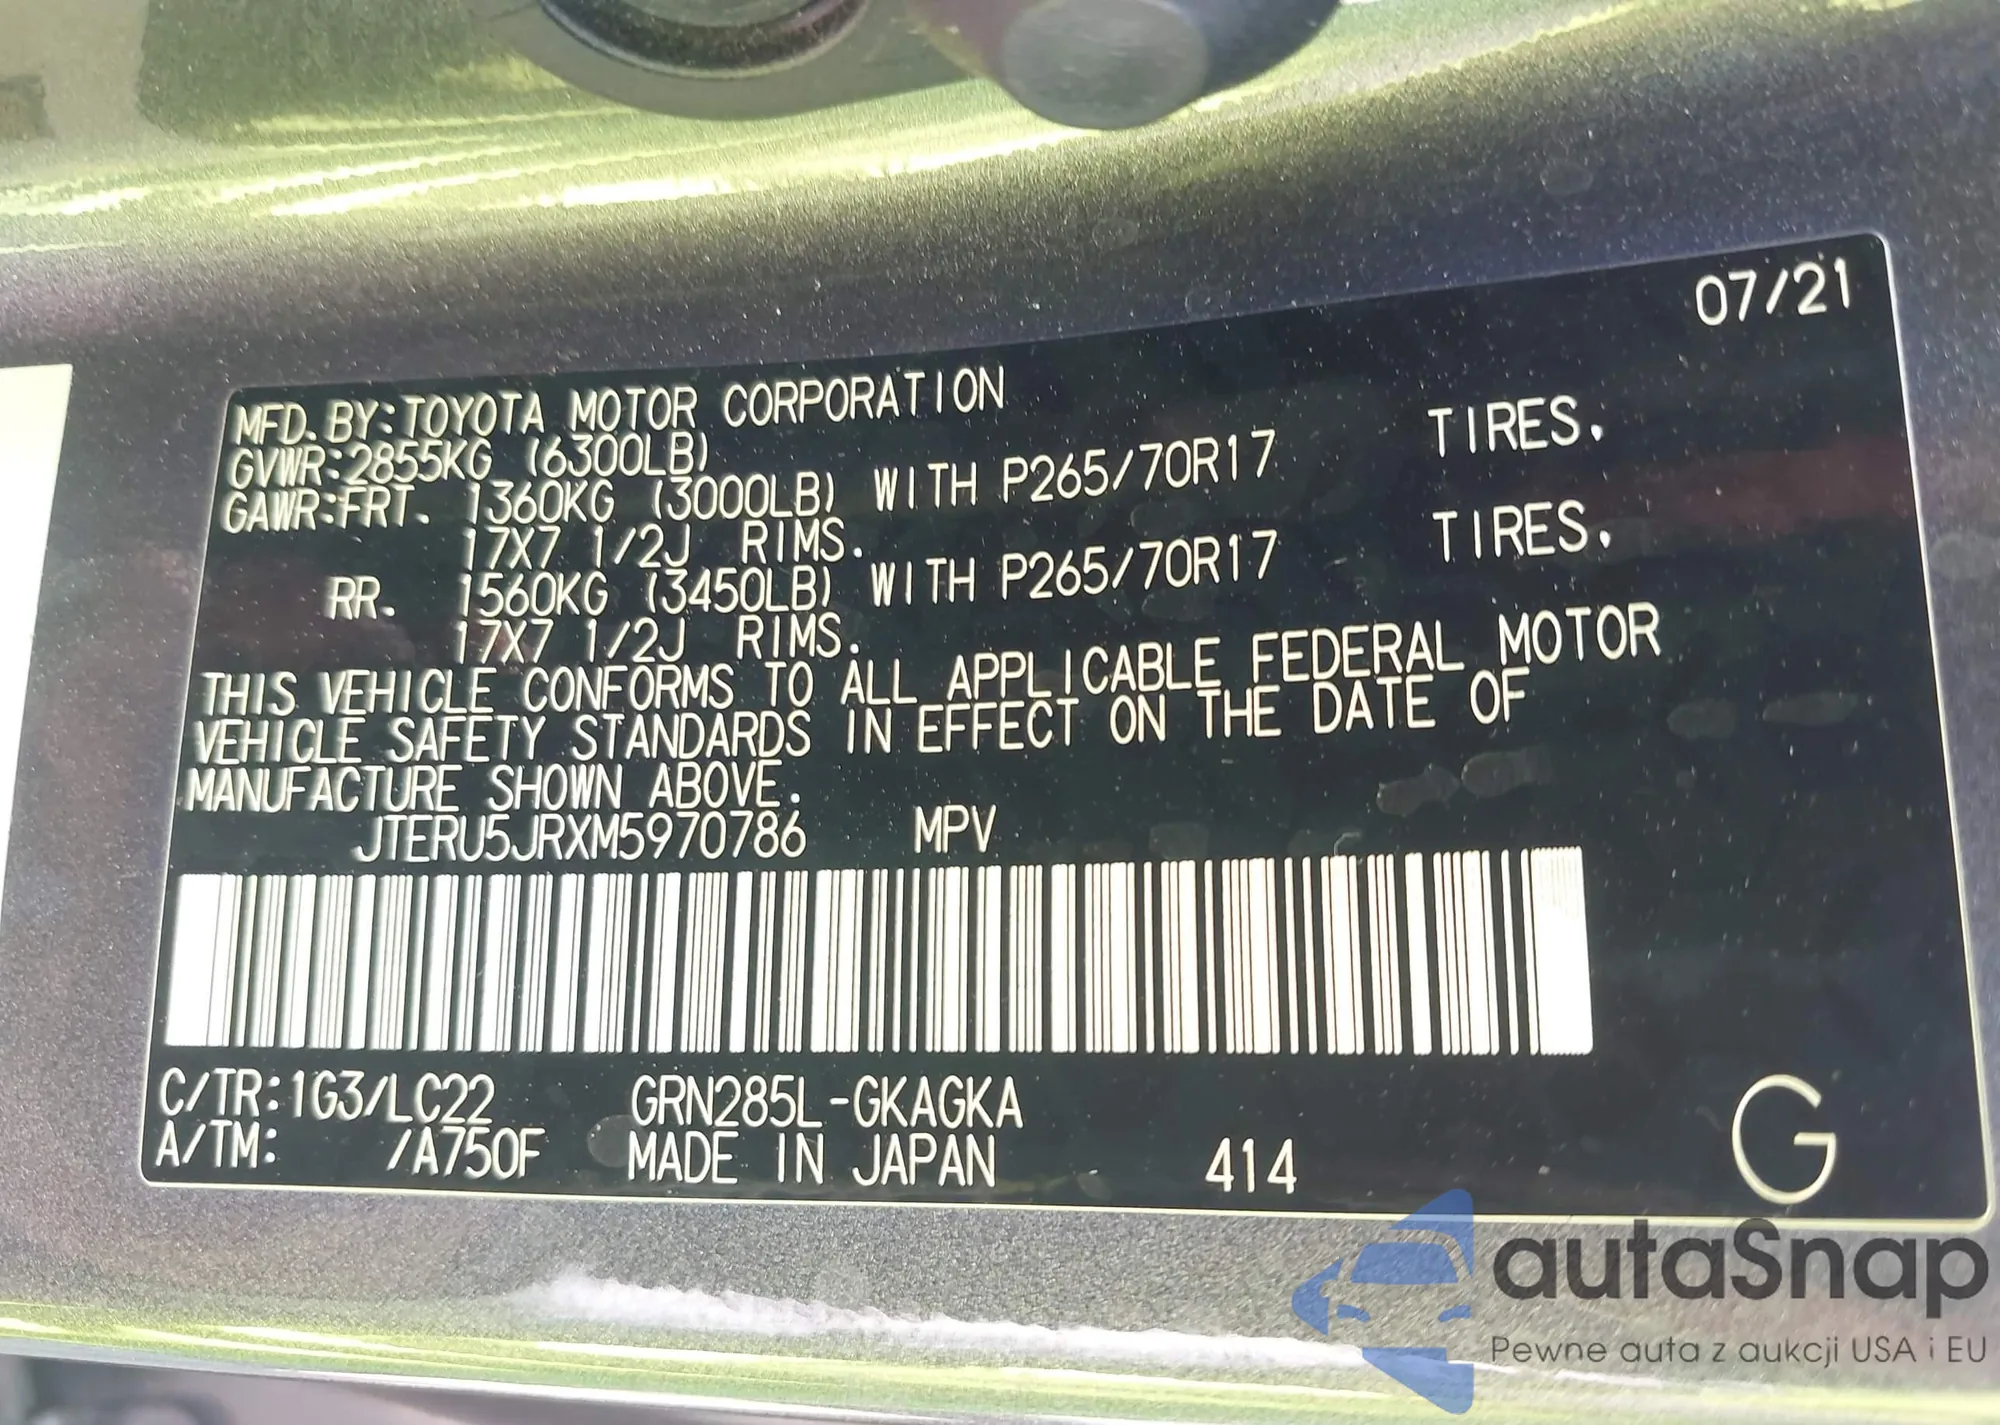 07/21
MFD. BY:TOYOTA MOTOR CORPORATION
GVWR:2855KG (6300LB)
GAWR:FRT. 1360KG (3000LB) WITH P265/70R17 TIRES.
17X7 1/2J RIMS.
RR. 1560KG (3450LB) WITH P265/70R17 TIRES.
17X7 1/2J RIMS.
THIS VEHICLE CONFORMS TO ALL APPLICABLE FEDERAL MOTOR
VEHICLE SAFETY STANDARDS IN EFFECT ON THE DATE OF
MANUFACTURE SHOWN ABOVE.
JTERU5JRXM5970786 MPV
C/TR:1G3/LC22 GRN285L-GKAGKA
A/TM: /A750F MADE IN JAPAN 414 G
autaSnap
Pewne auta z aukcji USA i EU